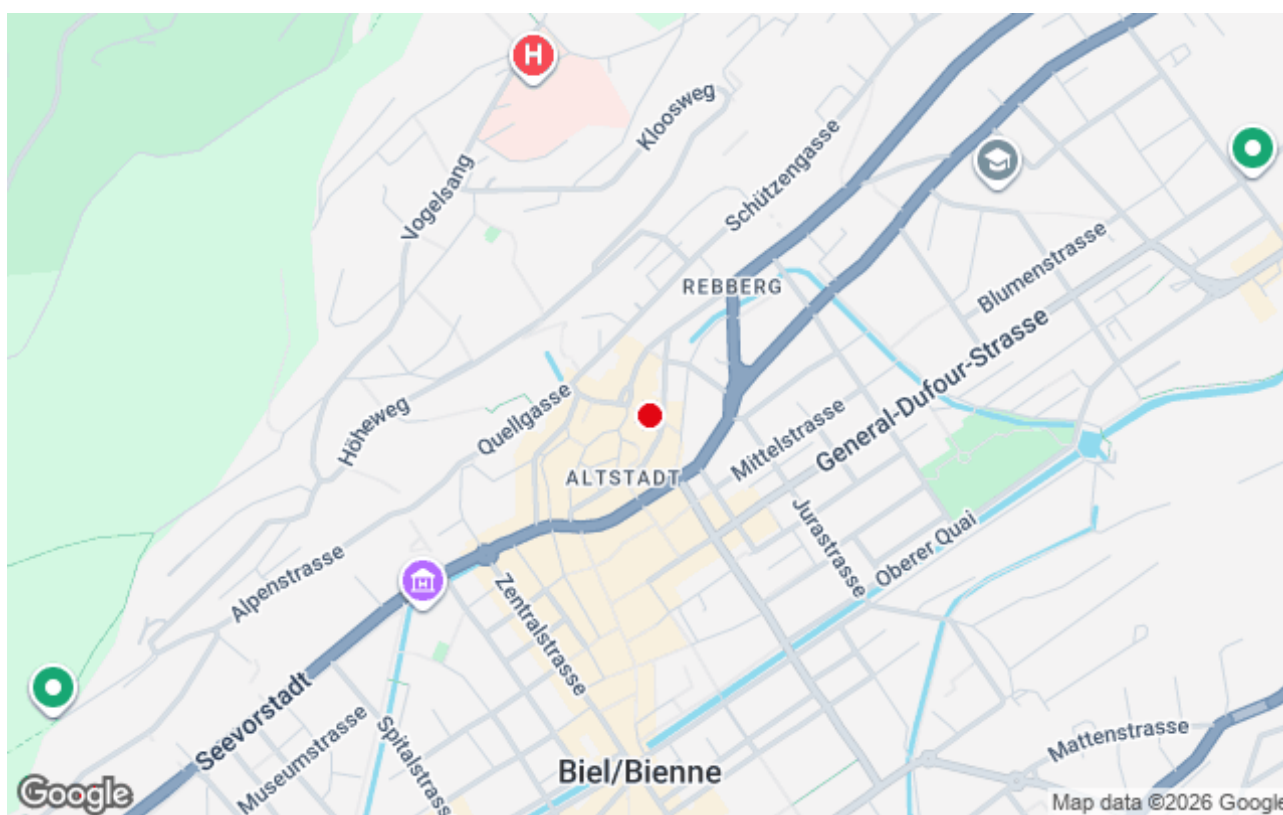 H
Kloosweg
Vogelsang
Schützengasse
REBBERG
Blumenstrasse
General-Dufour-Strasse
Höheweg
Quellgasse
Mittelstrasse
ALTSTADT
Jurastrasse
Oberer Quai
Alpenstrasse
H
Zentralstrasse
Seevorstadt
Museumstrasse
Spitalstrasse
Mattenstrasse
Biel/Bienne
Google
Map data ©2026 Google